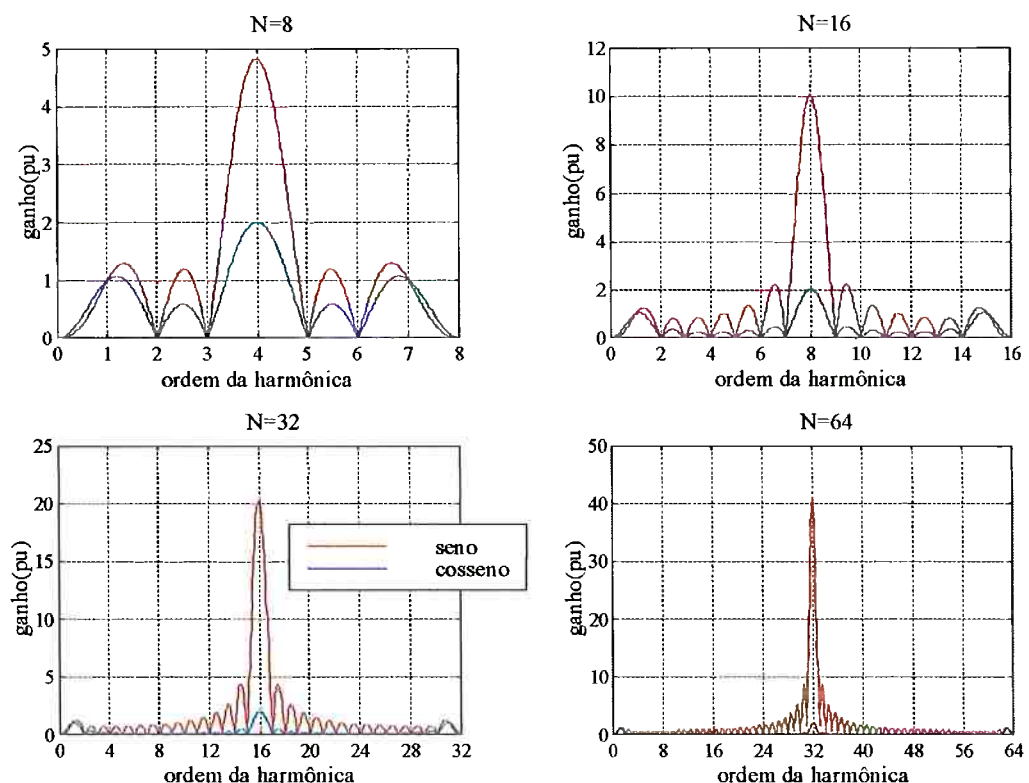 N=8
5
4
3
2
1
0
ganho(pu)
0 1 2 3 4 5 6 7 8
ordem da harmônica
N=16
12
10
8
6
4
2
0
ganho(pu)
0 2 4 6 8 10 12 14 16
ordem da harmônica
N=32
25
20
15
10
5
0
ganho(pu)
0 4 8 12 16 20 24 28 32
ordem da harmônica
seno
cosseno
N=64
50
40
30
20
10
0
ganho(pu)
0 8 16 24 32 40 48 56 64
ordem da harmônica